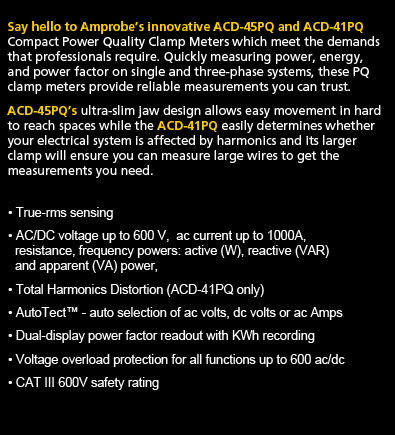 Say hello to Amprobe's innovative ACD-45PQ and ACD-41PQ
Compact Power Quality Clamp Meters which meet the demands
that professionals require. Quickly measuring power, energy,
and power factor on single and three-phase systems, these PQ
clamp meters provide reliable measurements you can trust.
ACD-45PQ's ultra-slim jaw design allows easy movement in hard
to reach spaces while the ACD-41PQ easily determines whether
your electrical system is affected by harmonics and its larger
clamp will ensure you can measure large wires to get the
measurements you need.
• True-rms sensing
• AC/DC voltage up to 600 V, ac current up to 1000A,
resistance, frequency powers: active (W), reactive (VAR)
and apparent (VA) power,
• Total Harmonics Distortion (ACD-41PQ only)
• AutoTect™ - auto selection of ac volts, dc volts or ac Amps
• Dual-display power factor readout with KWh recording
• Voltage overload protection for all functions up to 600 ac/dc
• CAT III 600V safety rating